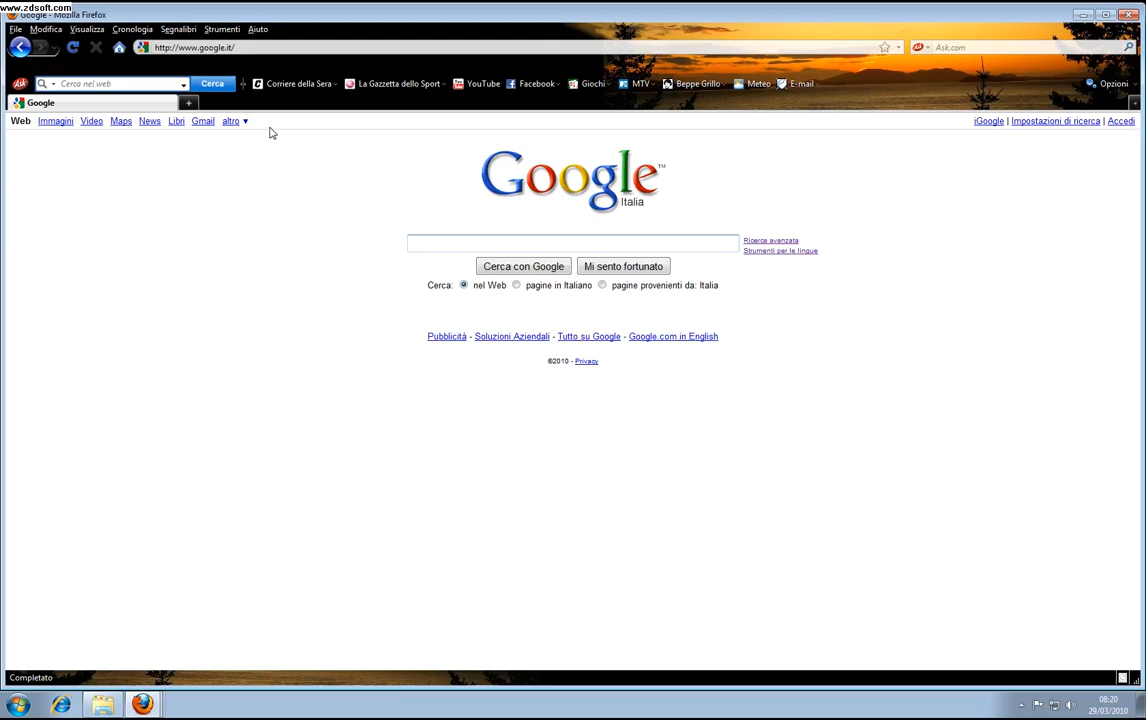 www.zdsoft.com
Google - Mozilla Firefox
File Modifica Visualizza Cronologia Segnalibri Strumenti Aiuto
http://www.google.it/ Ask.com
Ask Cerca nel web Cerca Corriere della Sera La Gazzetta dello Sport YouTube Facebook Giochi MTV Beppe Grillo Meteo E-mail Opzioni
Google +
Web Immagini Video Maps News Libri Gmail altro ▼ iGoogle | Impostazioni di ricerca | Accedi
Google™
Italia
Ricerca avanzata
Strumenti per le lingue
Cerca con Google Mi sento fortunato
Cerca: nel Web pagine in Italiano pagine provenienti da: Italia
Pubblicità - Soluzioni Aziendali - Tutto su Google - Google.com in English
©2010 - Privacy
Completato
08:20
29/03/2010